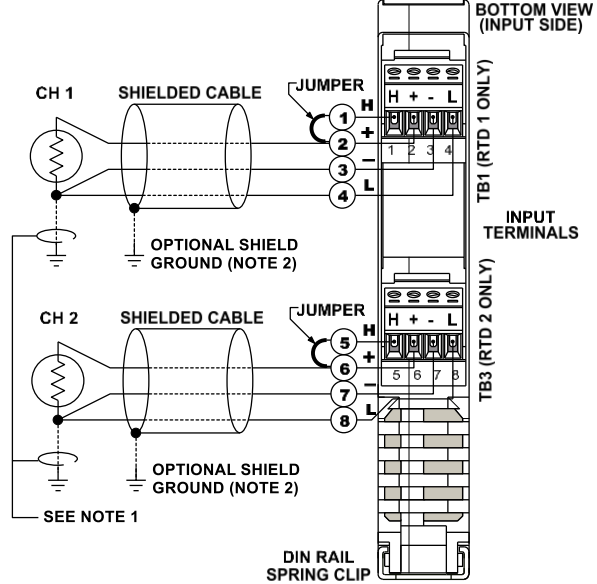 BOTTOM VIEW
(INPUT SIDE)
CH 1
SHIELDED CABLE
JUMPER
H
+
−
L
1
2
3
4
H + - L
1 2 3 4
TB1 (RTD 1 ONLY)
OPTIONAL SHIELD
GROUND (NOTE 2)
INPUT
TERMINALS
CH 2
SHIELDED CABLE
JUMPER
H
+
−
L
5
6
7
8
H + - L
5 6 7 8
TB3 (RTD 2 ONLY)
OPTIONAL SHIELD
GROUND (NOTE 2)
SEE NOTE 1
DIN RAIL
SPRING CLIP